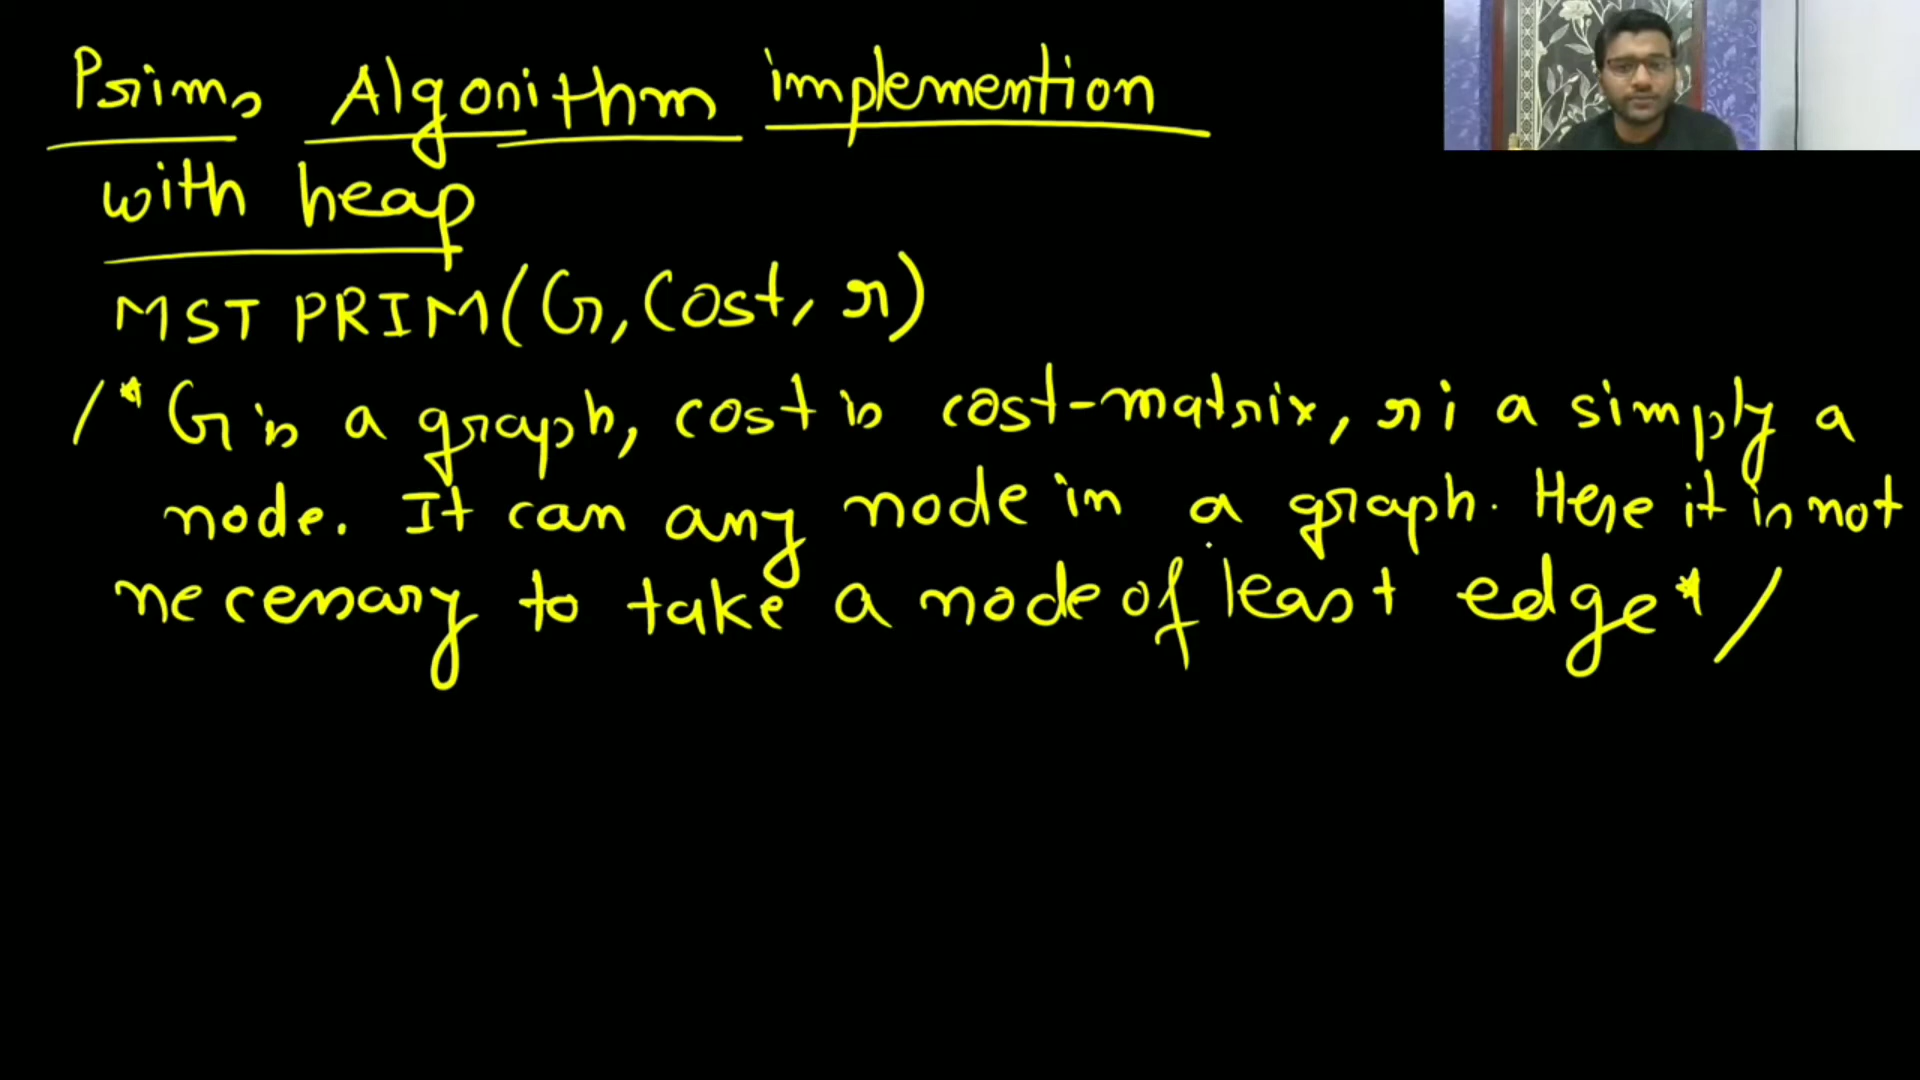 Prims Algorithm implemention
with heap
MST PRIM(G, Cost, r)
/* G is a graph, cost is cost-matrix, r i a simply a
node. It can any node in a graph. Here it is not
necessary to take a node of least edge */